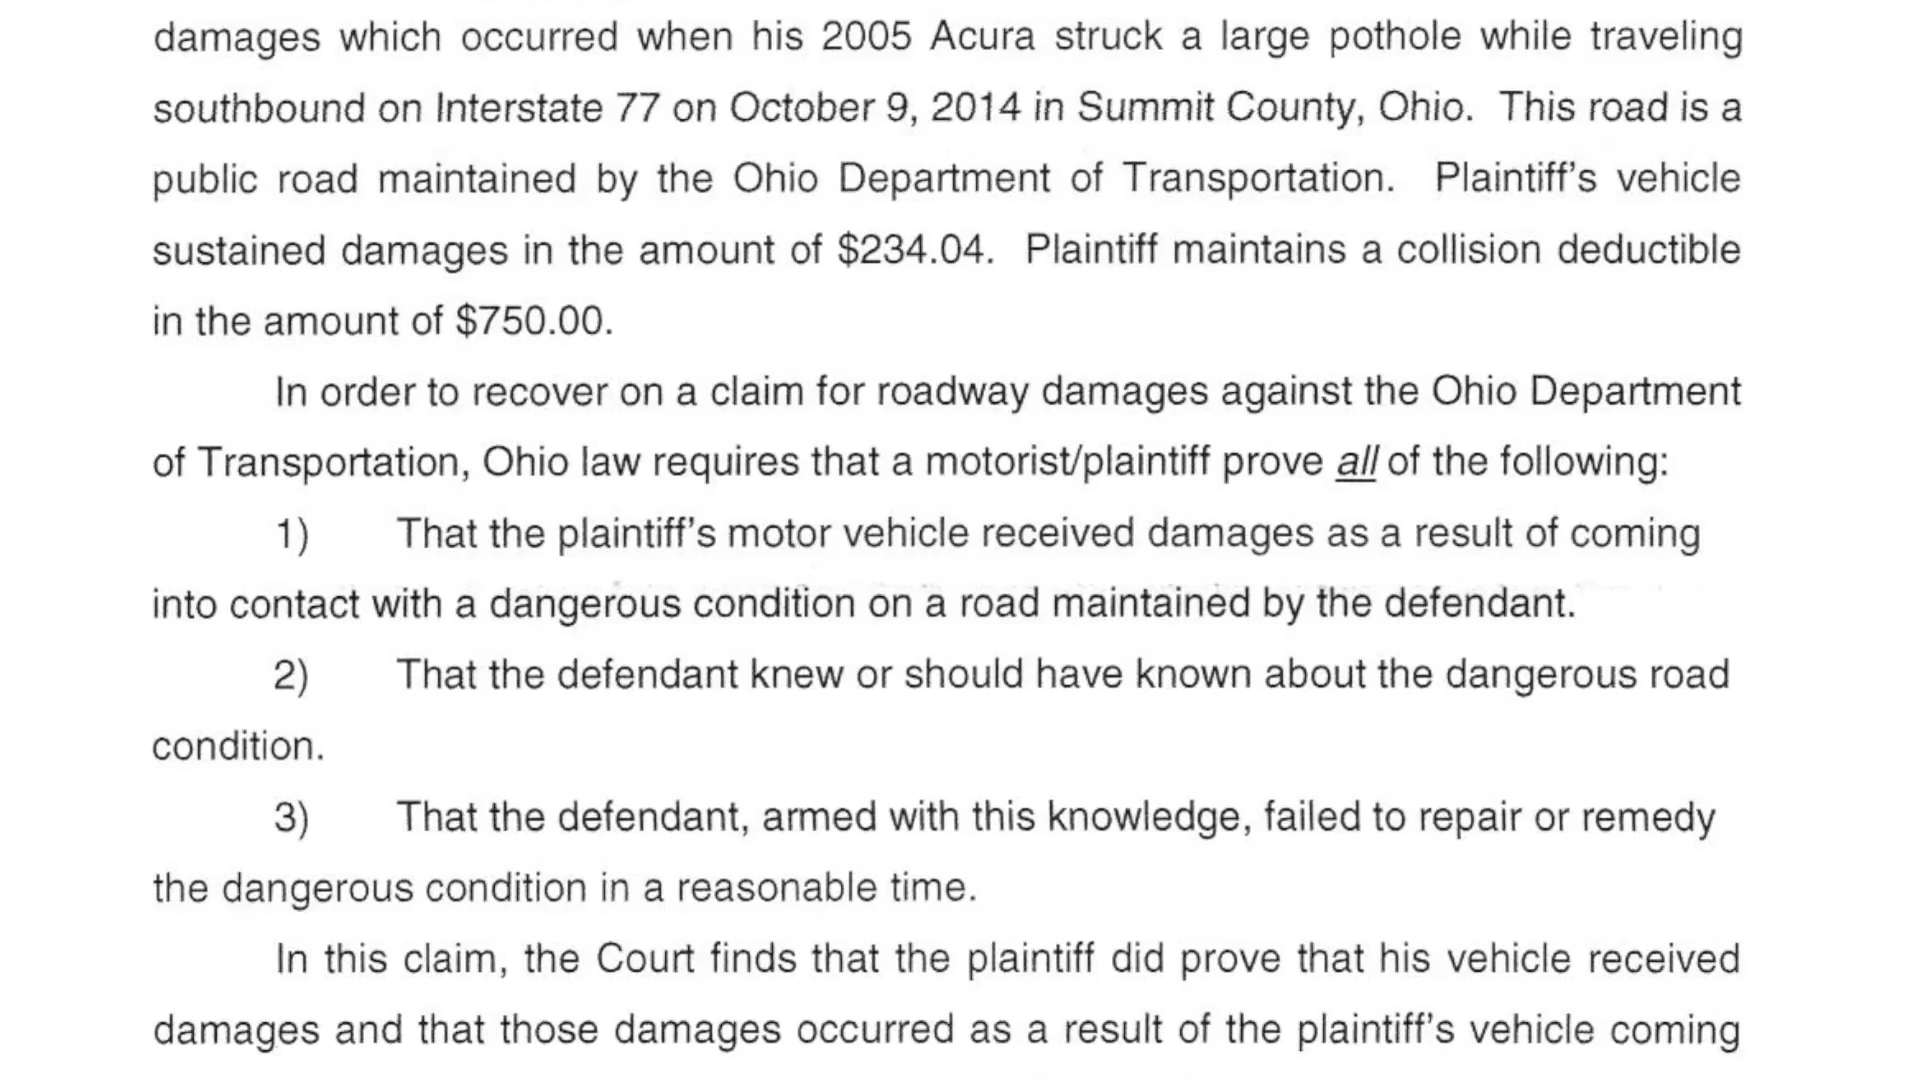 damages which occurred when his 2005 Acura struck a large pothole while traveling
southbound on Interstate 77 on October 9, 2014 in Summit County, Ohio. This road is a
public road maintained by the Ohio Department of Transportation. Plaintiff's vehicle
sustained damages in the amount of $234.04. Plaintiff maintains a collision deductible
in the amount of $750.00.
In order to recover on a claim for roadway damages against the Ohio Department
of Transportation, Ohio law requires that a motorist/plaintiff prove all of the following:
1) That the plaintiff's motor vehicle received damages as a result of coming
into contact with a dangerous condition on a road maintained by the defendant.
2) That the defendant knew or should have known about the dangerous road
condition.
3) That the defendant, armed with this knowledge, failed to repair or remedy
the dangerous condition in a reasonable time.
In this claim, the Court finds that the plaintiff did prove that his vehicle received
damages and that those damages occurred as a result of the plaintiff's vehicle coming